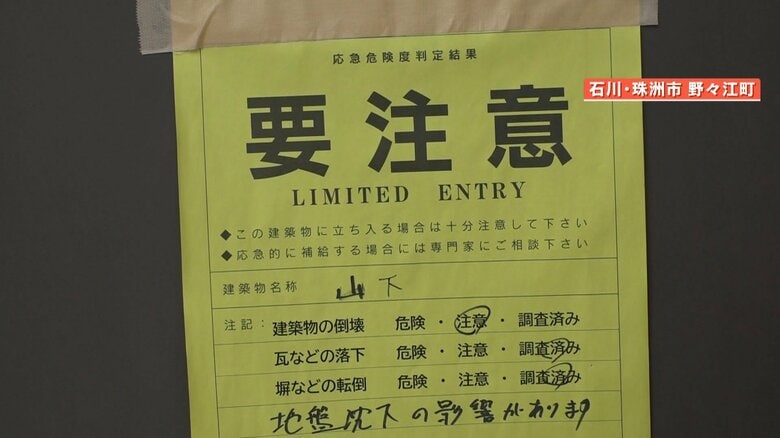 応急危険度判定結果
石川・珠洲市 野々江町
要注意
LIMITED ENTRY
◆この建築物に立ち入る場合は十分注意して下さい
◆応急的に補給する場合には専門家にご相談下さい
建築物名称 山下
注記：建築物の倒壊 危険・注意・調査済み
瓦などの落下 危険・注意・調査済み
塀などの転倒 危険・注意・調査済み
地盤沈下の影響があります